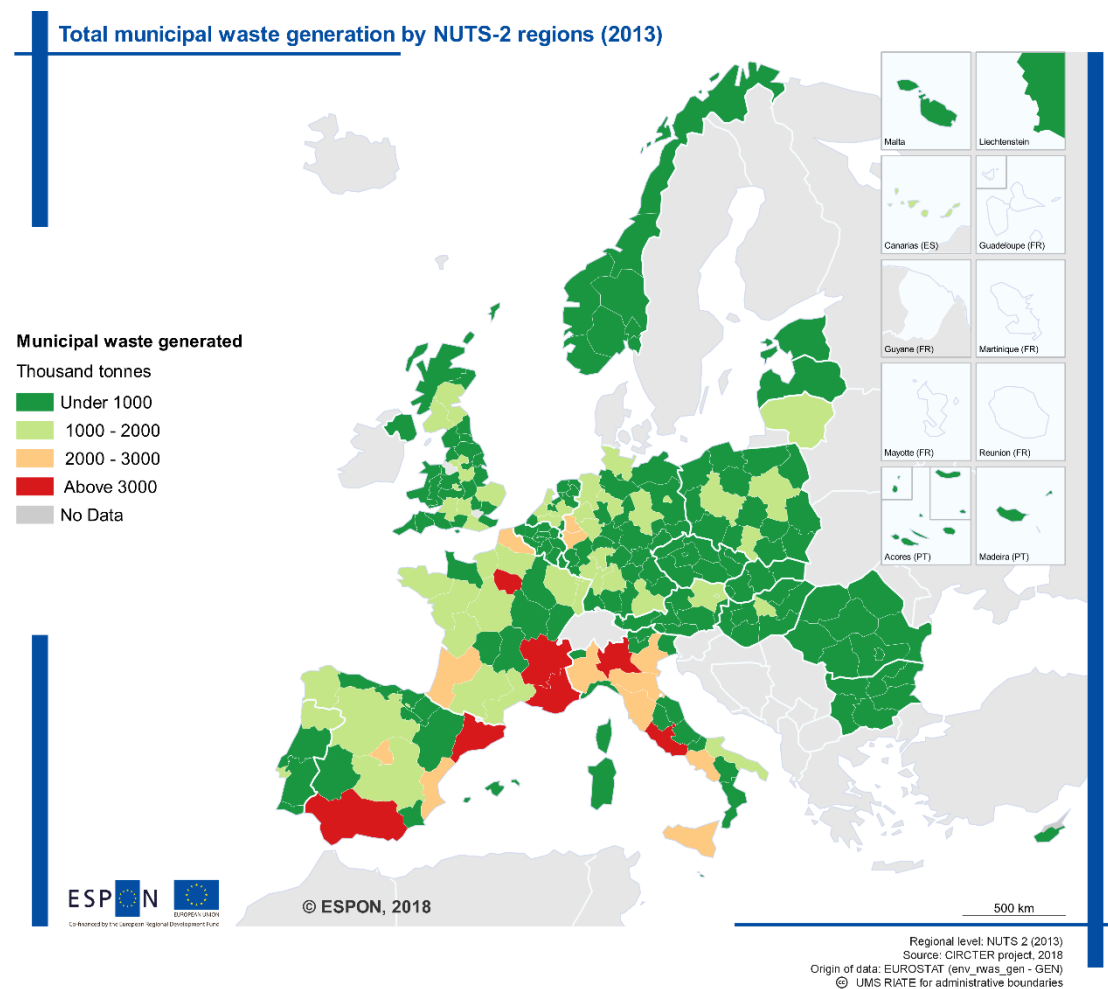 Total municipal waste generation by NUTS-2 regions (2013)
Malta
Liechtenstein
Canarias (ES)
Guadeloupe (FR)
Guyane (FR)
Martinique (FR)
Mayotte (FR)
Reunion (FR)
Acores (PT)
Madeira (PT)
Municipal waste generated
Thousand tonnes
Under 1000
1000 - 2000
2000 - 3000
Above 3000
No Data
ESPON
EUROPEAN UNION
Co-financed by the European Regional Development Fund
© ESPON, 2018
500 km
Regional level: NUTS 2 (2013)
Source: CIRCTER project, 2018
Origin of data: EUROSTAT (env_rwas_gen - GEN)
cc UMS RIATE for administrative boundaries